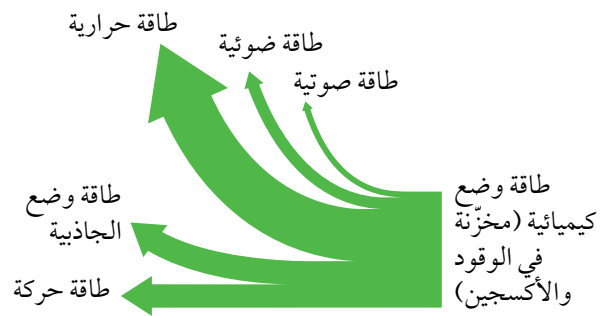 طاقة حرارية
طاقة ضوئية
طاقة صوتية
طاقة وضع
كيميائية (مخزّنة
في الوقود
والأكسجين)
طاقة وضع
الجاذبية
طاقة حركة